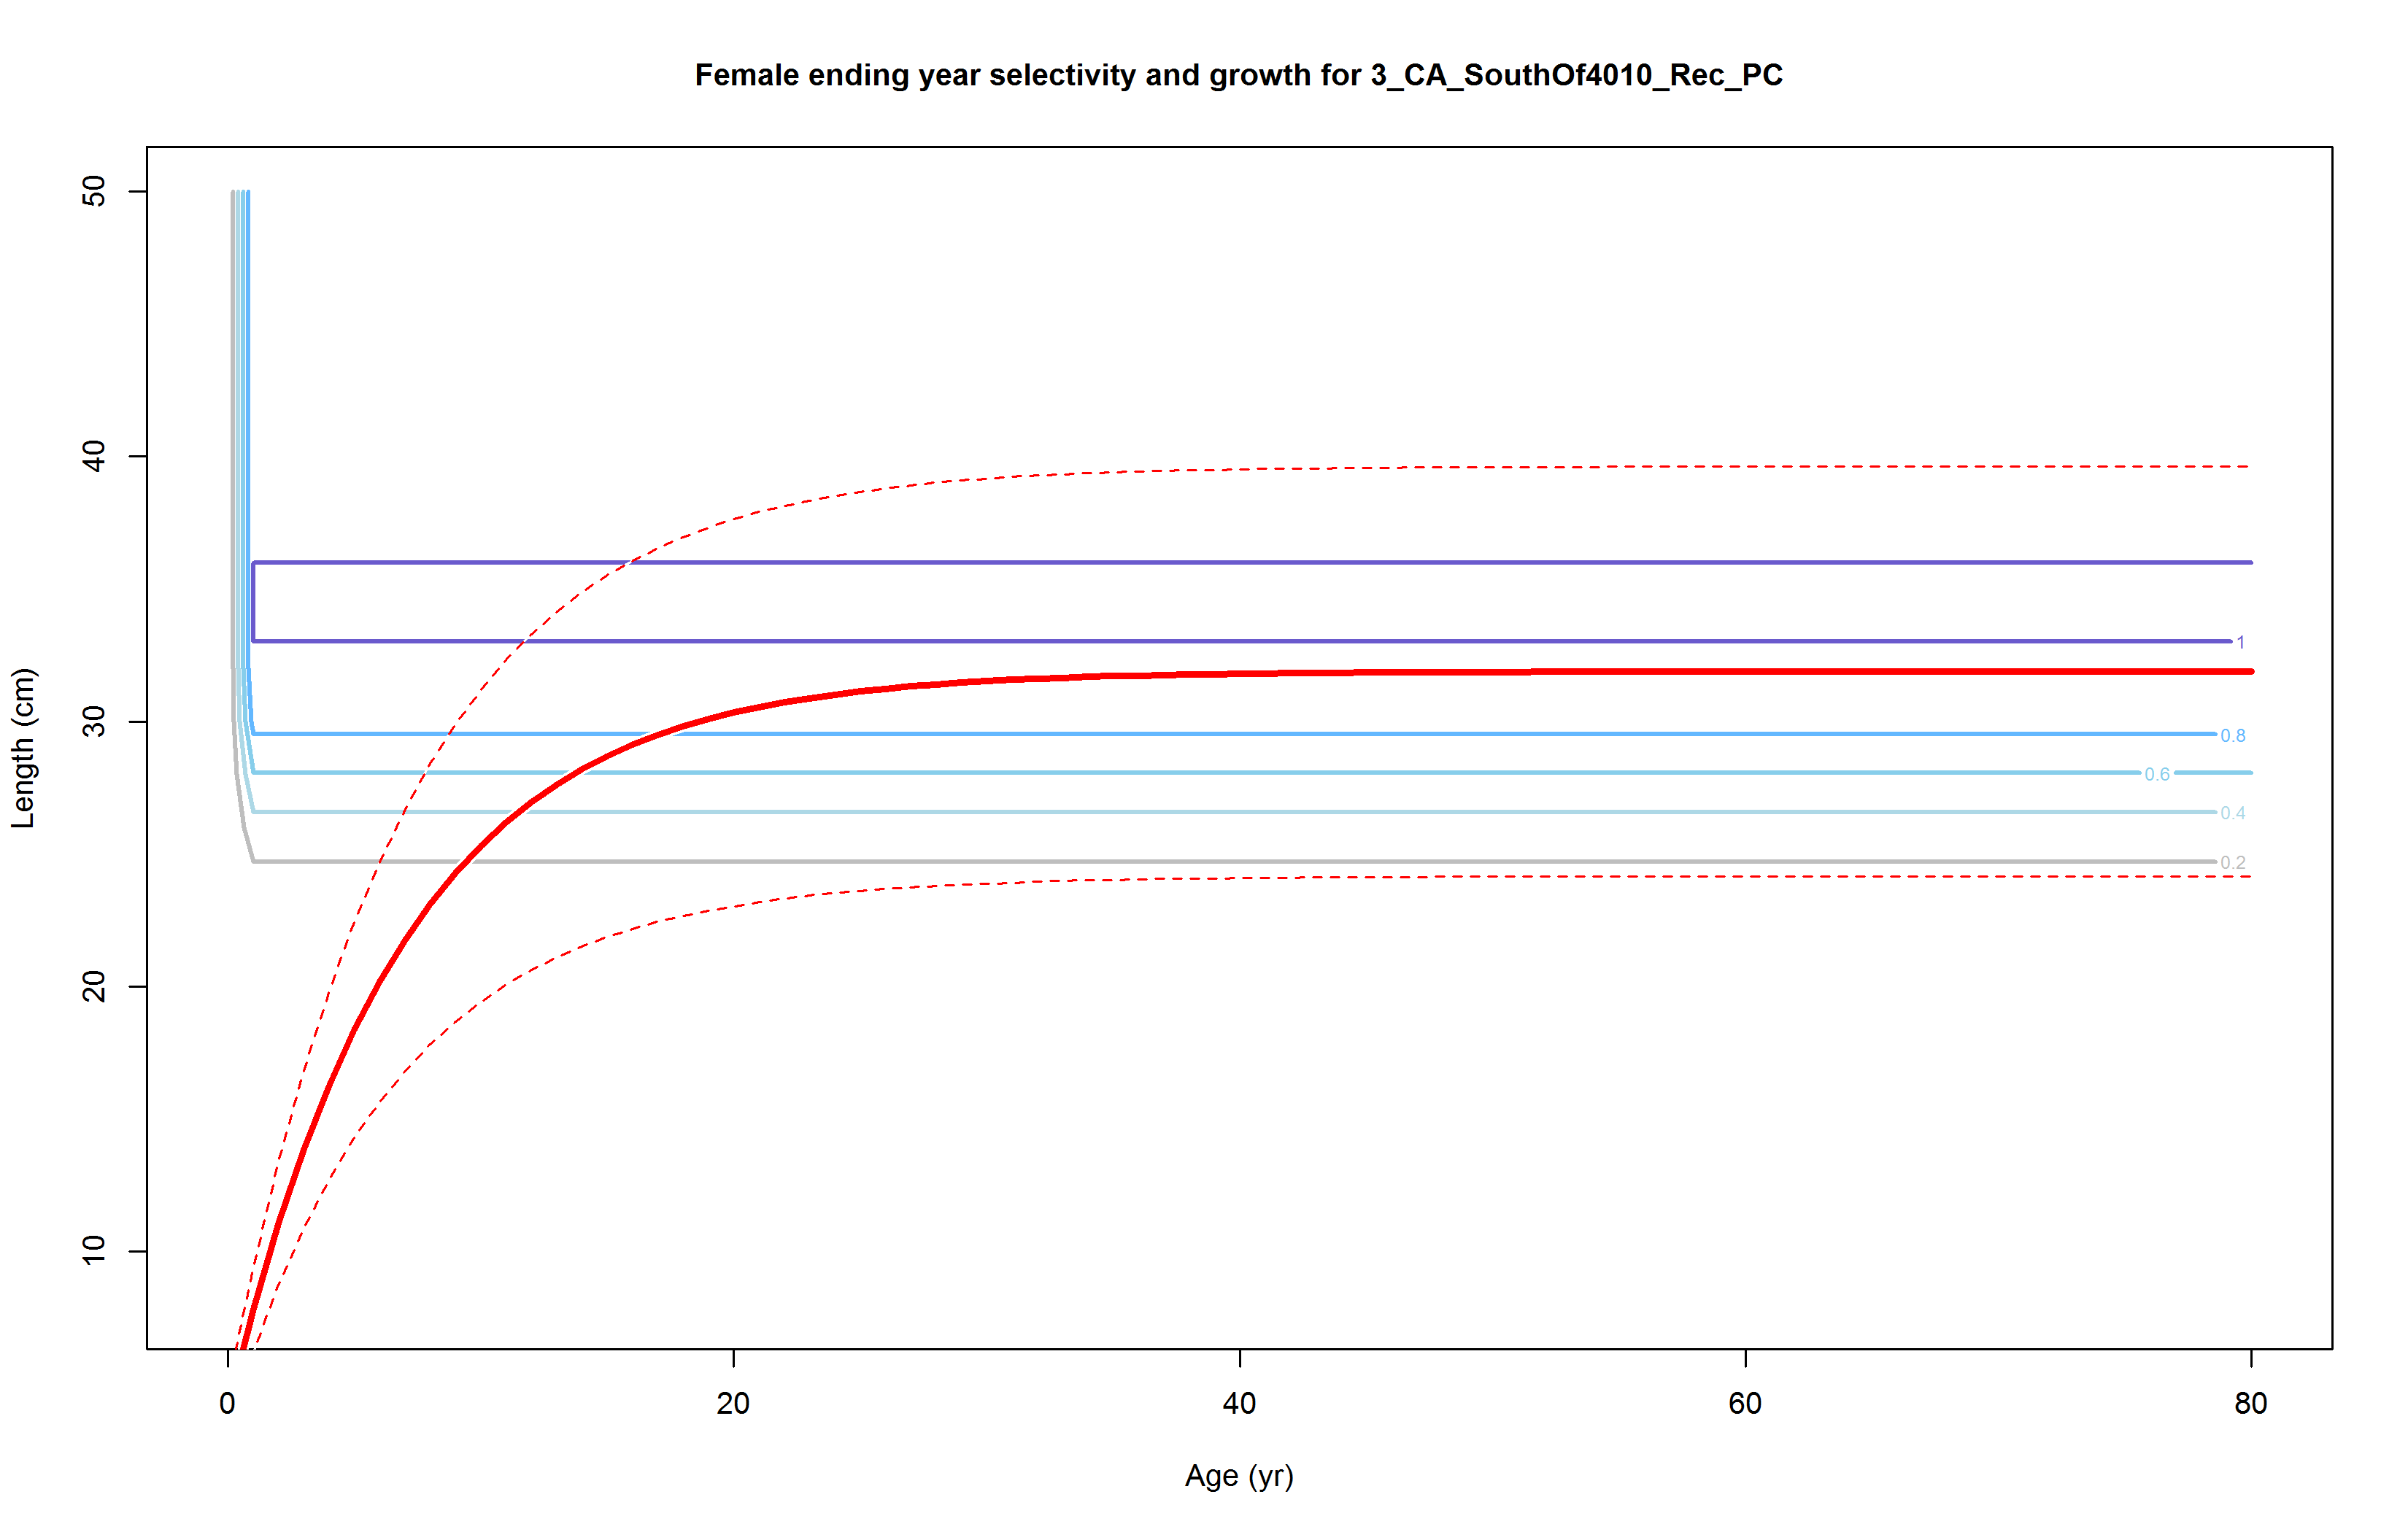 Female ending year selectivity and growth for 3_CA_SouthOf4010_Rec_PC
Length (cm)
50
40
30
20
10
1
0.8
0.6
0.4
0.2
0 20 40 60 80
Age (yr)